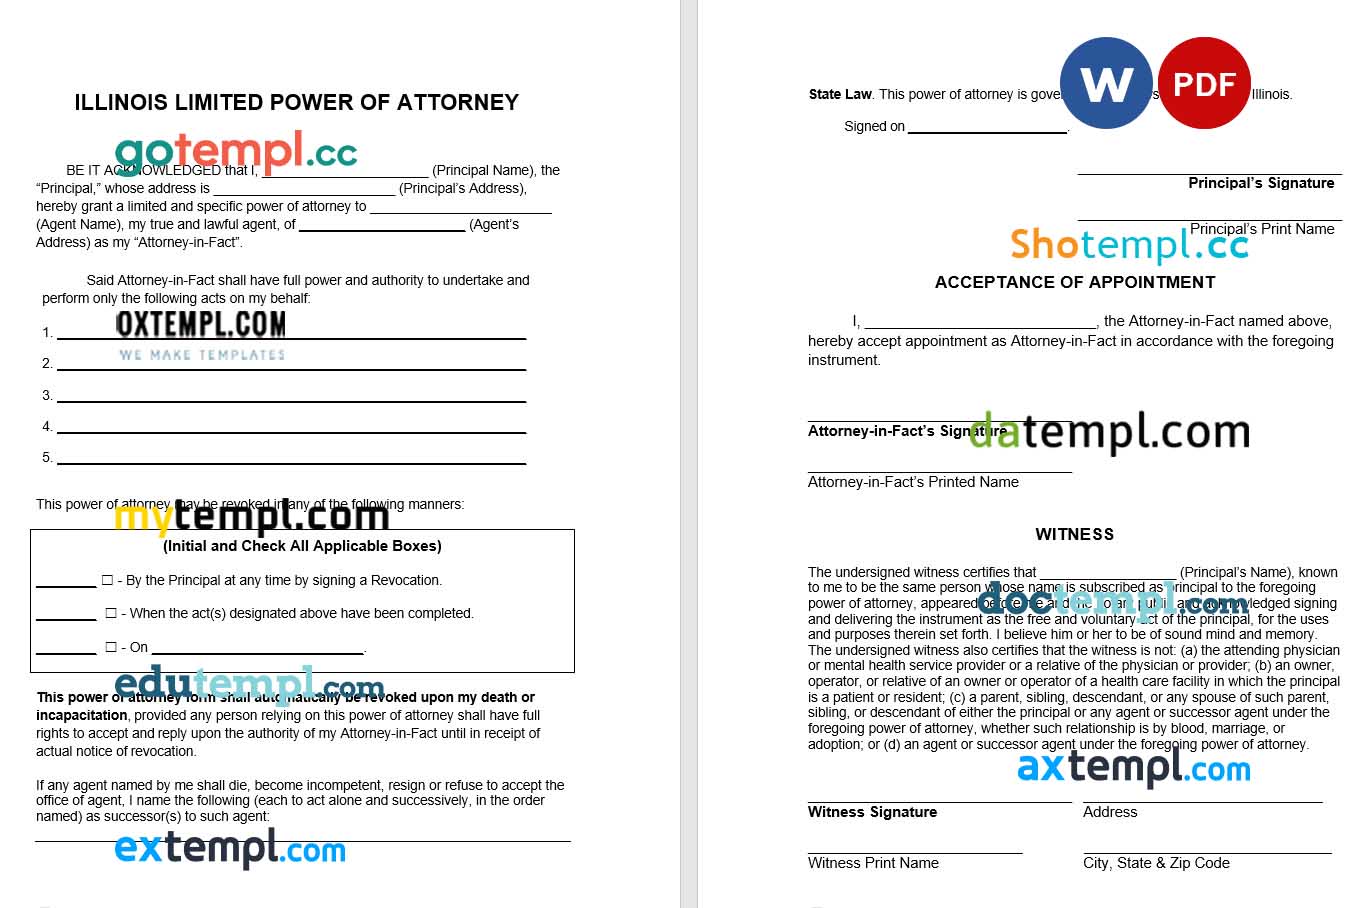 ILLINOIS LIMITED POWER OF ATTORNEY
gotempl.cc
BE IT ACKNOWLEDGED that I, (Principal Name), the
“Principal,” whose address is (Principal’s Address),
hereby grant a limited and specific power of attorney to
(Agent Name), my true and lawful agent, of (Agent’s
Address) as my “Attorney-in-Fact”.
Said Attorney-in-Fact shall have full power and authority to undertake and
perform only the following acts on my behalf:
OXTEMPL.COM
1.
WE MAKE TEMPLATES
2.
3.
4.
5.
This power of attorney may be revoked in any of the following manners:
mytempl.com
(Initial and Check All Applicable Boxes)
☐ - By the Principal at any time by signing a Revocation.
☐ - When the act(s) designated above have been completed.
☐ - On .
edutempl.com
This power of attorney form shall automatically be revoked upon my death or
incapacitation, provided any person relying on this power of attorney shall have full
rights to accept and reply upon the authority of my Attorney-in-Fact until in receipt of
actual notice of revocation.
If any agent named by me shall die, become incompetent, resign or refuse to accept the
office of agent, I name the following (each to act alone and successively, in the order
named) as successor(s) to such agent:
extempl.com
W PDF
State Law. This power of attorney is Illinois.
Signed on .
Principal’s Signature
Principal’s Print Name
Shotempl.cc
ACCEPTANCE OF APPOINTMENT
I, , the Attorney-in-Fact named above,
hereby accept appointment as Attorney-in-Fact in accordance with the foregoing
instrument.
Attorney-in-Fact’s Signature
datempl.com
Attorney-in-Fact’s Printed Name
WITNESS
The undersigned witness certifies that (Principal’s Name), known
to me to be the same person whose name is subscribed as principal to the foregoing
power of attorney, appeared before me and the notary public and acknowledged signing
doctempl.com
and delivering the instrument as the free and voluntary act of the principal, for the uses
and purposes therein set forth. I believe him or her to be of sound mind and memory.
The undersigned witness also certifies that the witness is not: (a) the attending physician
or mental health service provider or a relative of the physician or provider; (b) an owner,
operator, or relative of an owner or operator of a health care facility in which the principal
is a patient or resident; (c) a parent, sibling, descendant, or any spouse of such parent,
sibling, or descendant of either the principal or any agent or successor agent under the
foregoing power of attorney, whether such relationship is by blood, marriage, or
adoption; or (d) an agent or successor agent under the foregoing power of attorney.
axtempl.com
Witness Signature Address
Witness Print Name City, State & Zip Code